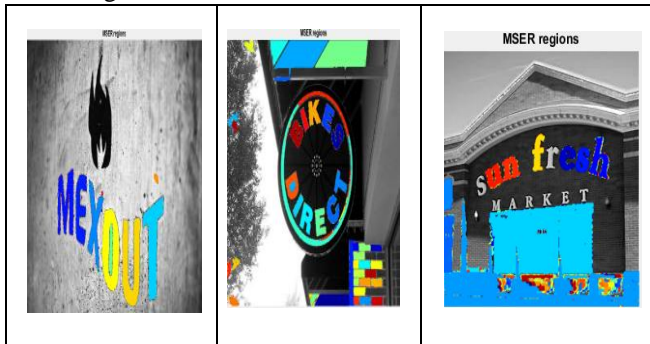 MSER regions
MEXOUT
MSER regions
BIKES
DIRECT
MSER regions
sun fresh
MARKET